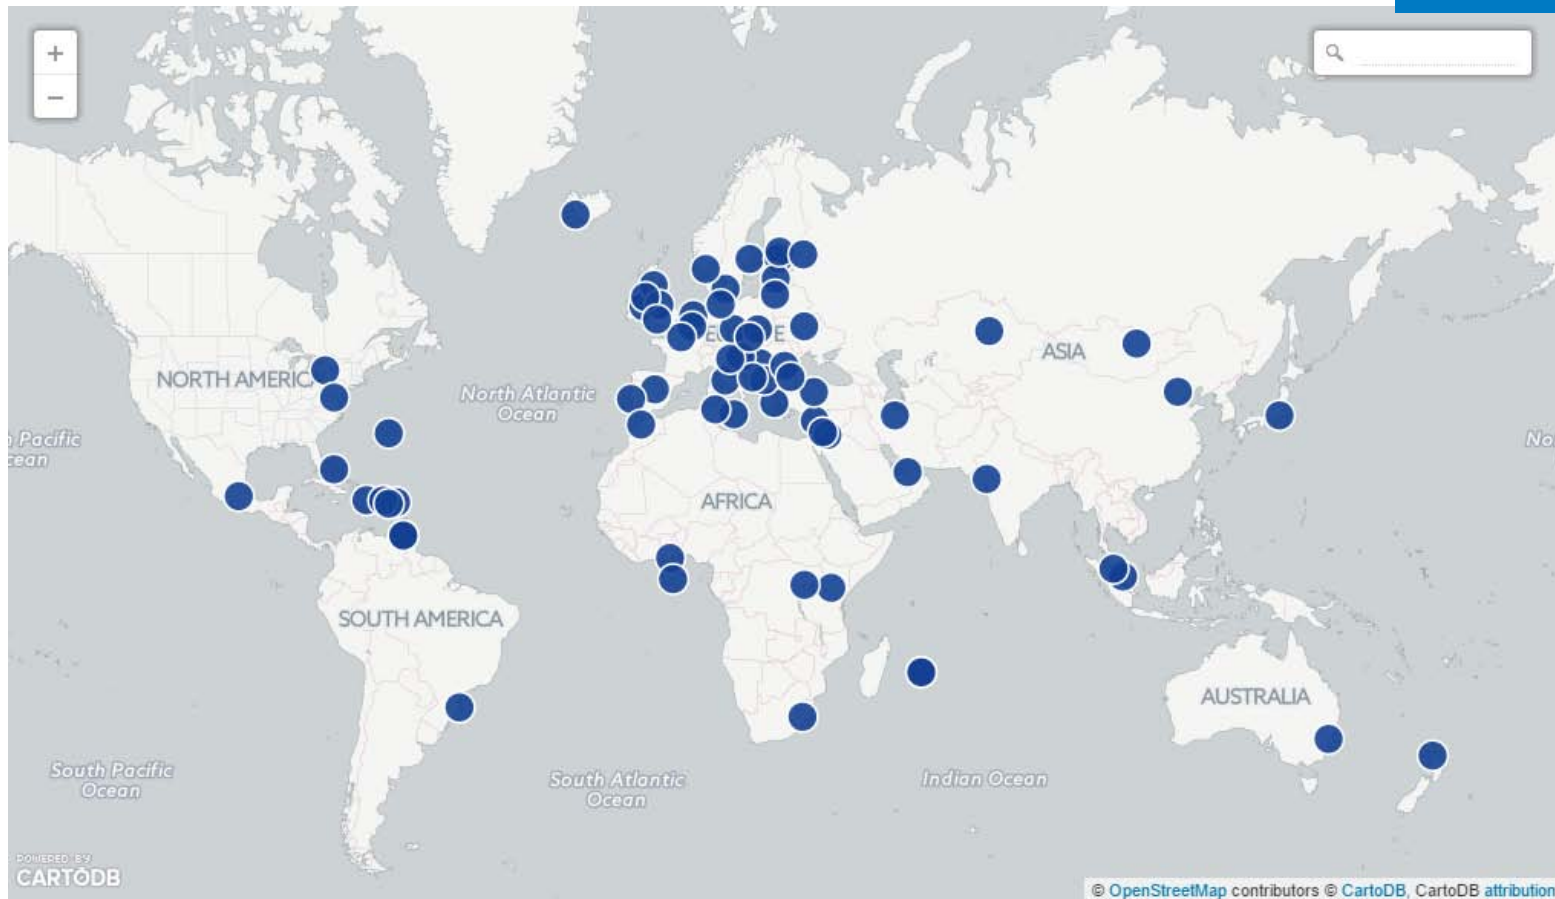 +
−
NORTH AMERIC
North Atlantic
Ocean
Pacific
cean
E
E
ASIA
No
AFRICA
SOUTH AMERICA
AUSTRALIA
South Pacific
Ocean
South Atlantic
Ocean
Indian Ocean
POWERED BY
CARTODB
© OpenStreetMap contributors © CartoDB, CartoDB attribution